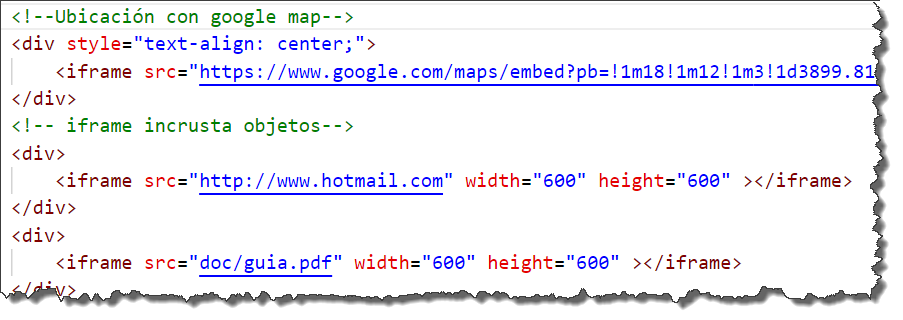 <!--Ubicación con google map-->
<div style="text-align: center;">
<iframe src="https://www.google.com/maps/embed?pb=!1m18!1m12!1m3!1d3899.81
</div>
<!-- iframe incrusta objetos-->
<div>
<iframe src="http://www.hotmail.com" width="600" height="600" ></iframe>
</div>
<div>
<iframe src="doc/guia.pdf" width="600" height="600" ></iframe>
</div>